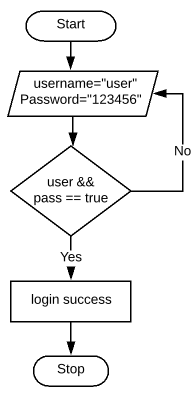 Start
username="user"
Password="123456"
No
user &&
pass == true
Yes
login success
Stop